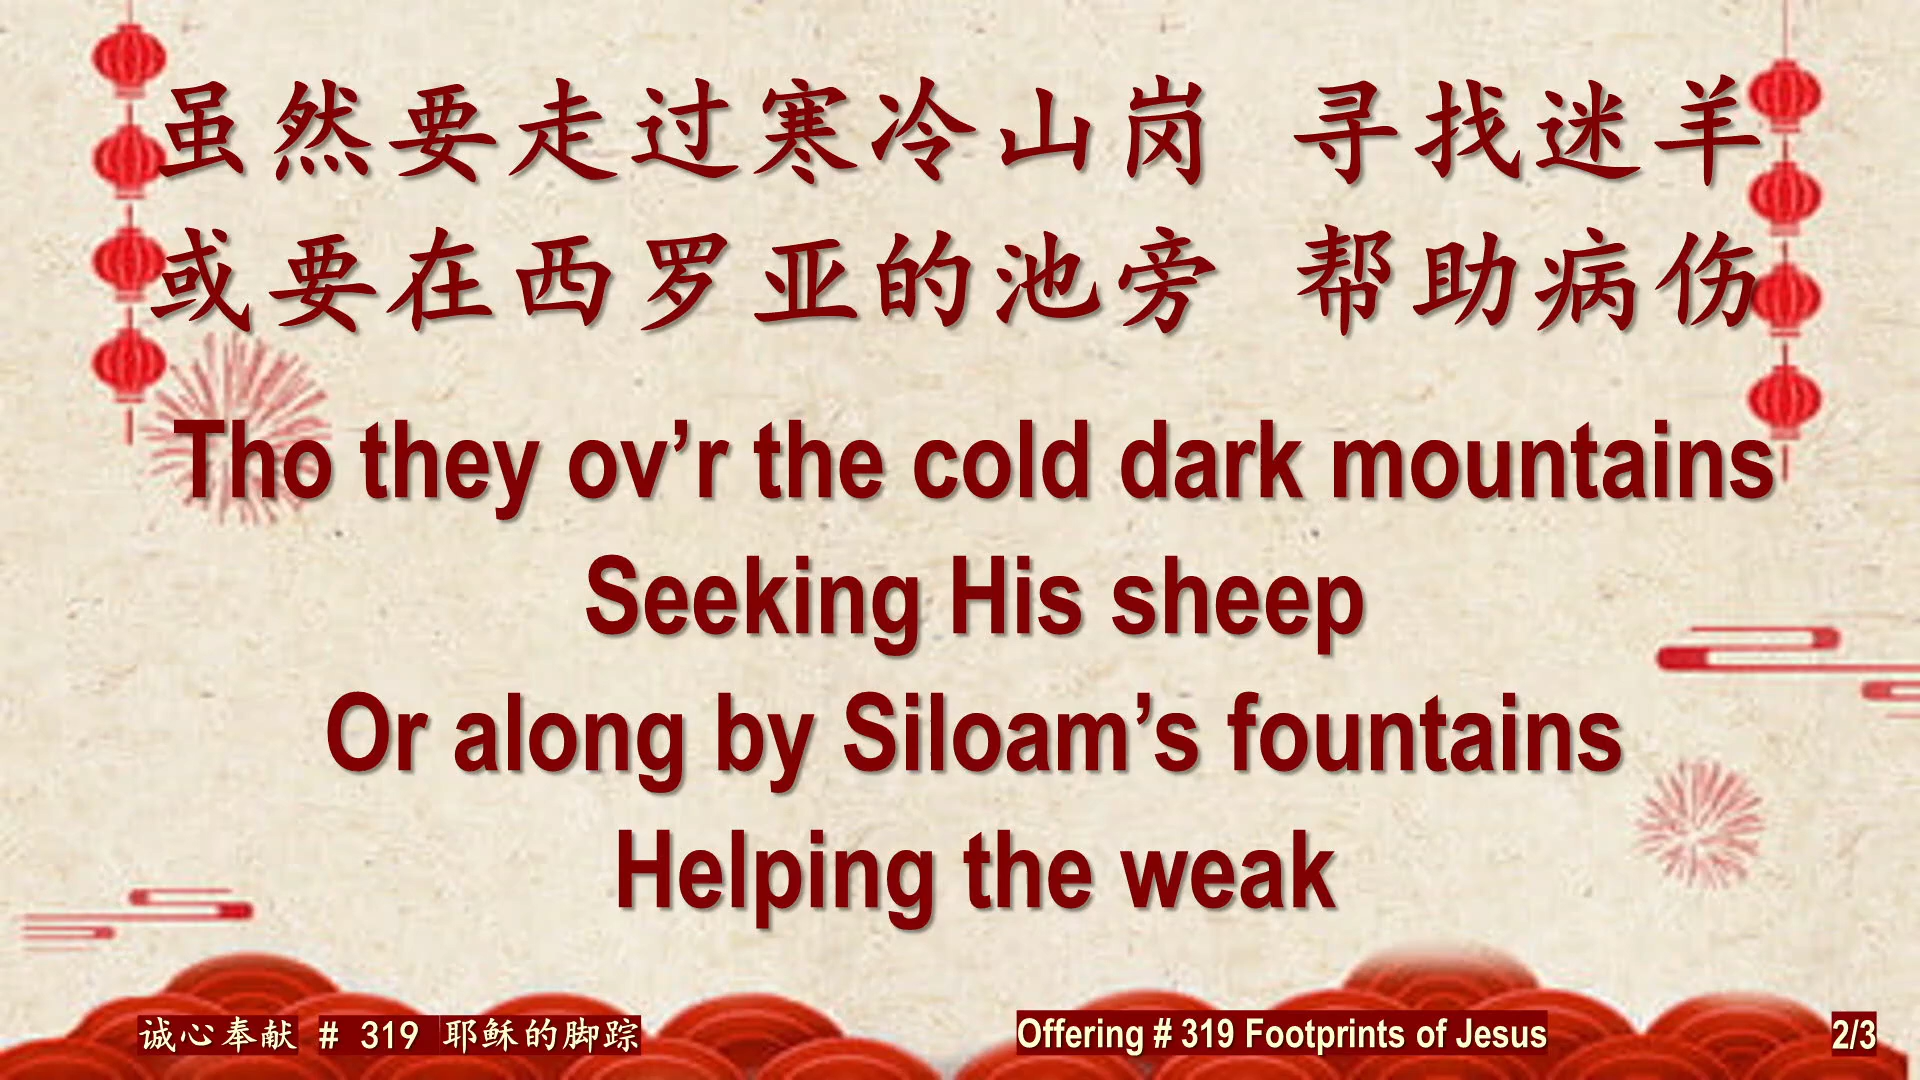 虽然要走过寒冷山岗 寻找迷羊
或要在西罗亚的池旁 帮助病伤
Tho they ov’r the cold dark mountains
Seeking His sheep
Or along by Siloam’s fountains
Helping the weak
诚心奉献 # 319 耶稣的脚踪
Offering # 319 Footprints of Jesus
2/3